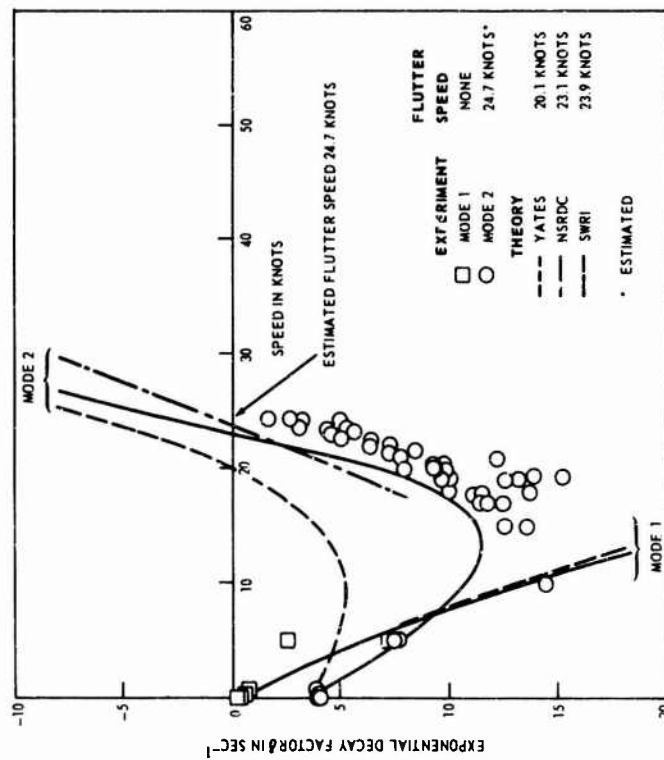 EXPONENTIAL DECAY FACTOR δ IN SEC⁻¹
-10
-5
0
5
10
15
20
10
20
30
40
50
60
MODE 2
SPEED IN KNOTS
ESTIMATED FLUTTER SPEED 24.7 KNOTS
MODE 1
FLUTTER
EXPERIMENT SPEED
MODE 1 NONE
MODE 2 24.7 KNOTS*
THEORY
YATES 20.1 KNOTS
NSRDC 23.1 KNOTS
SWRI 23.9 KNOTS
* ESTIMATED